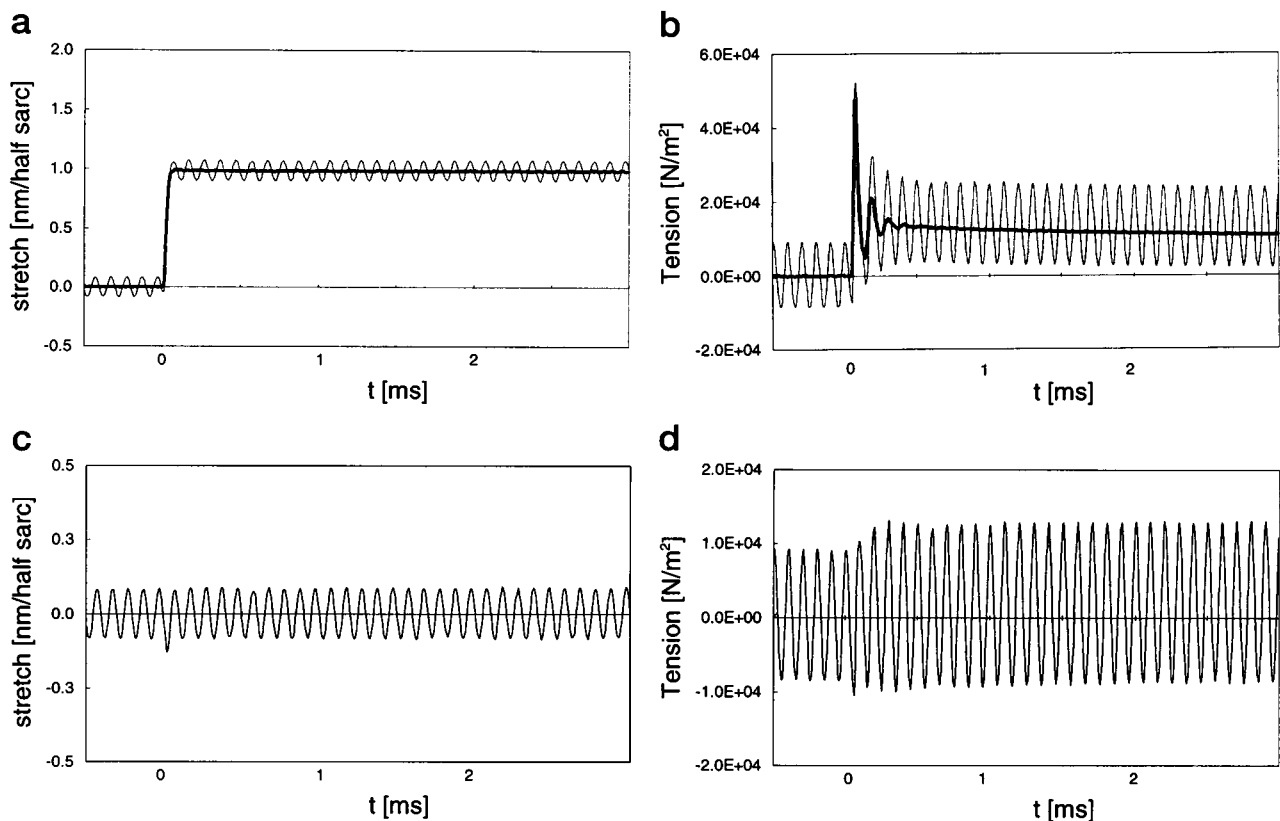 a
2.0
1.5
1.0
0.5
0.0
-0.5
stretch [nm/half sarc]
0 1 2
t [ms]
b
6.0E+04
4.0E+04
2.0E+04
0.0E+00
-2.0E+04
Tension [N/m²]
0 1 2
t [ms]
c
0.5
0.3
0.0
-0.3
-0.5
stretch [nm/half sarc]
0 1 2
t [ms]
d
2.0E+04
1.0E+04
0.0E+00
-1.0E+04
-2.0E+04
Tension [N/m²]
0 1 2
t [ms]